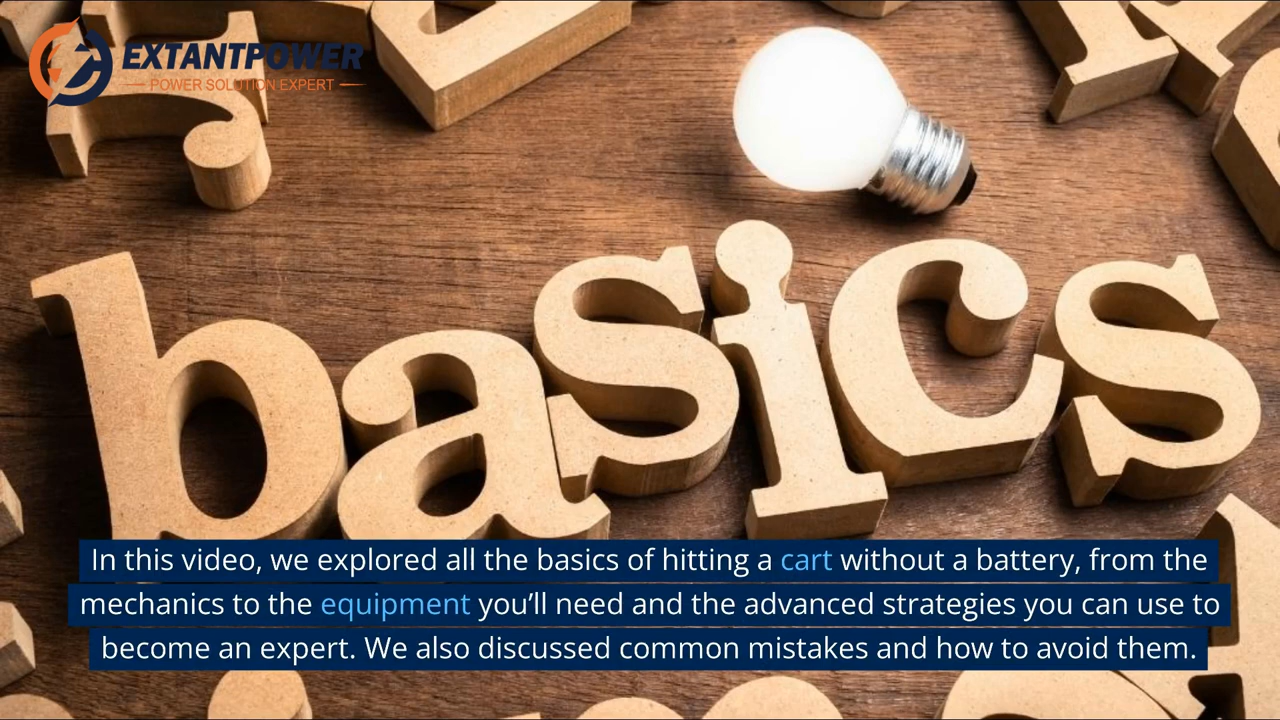 EXTANTPOWER
POWER SOLUTION EXPERT
basics
In this video, we explored all the basics of hitting a cart without a battery, from the
mechanics to the equipment you’ll need and the advanced strategies you can use to
become an expert. We also discussed common mistakes and how to avoid them.